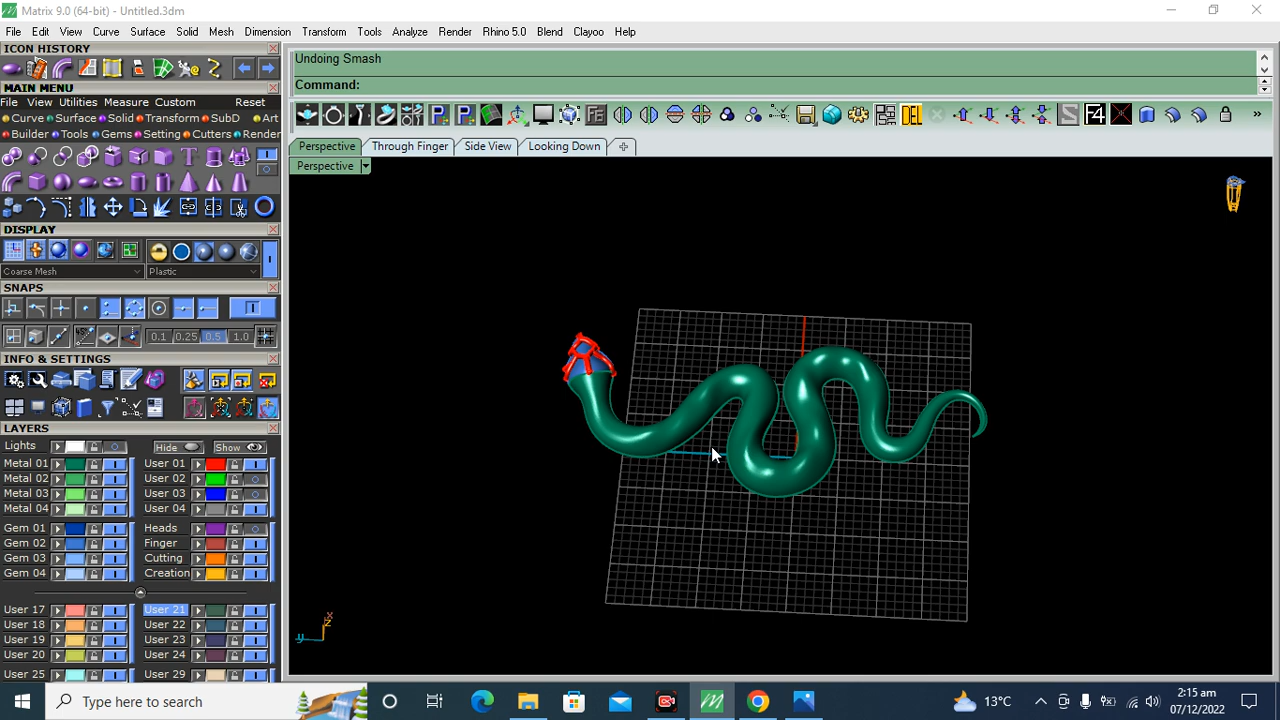 Matrix 9.0 (64-bit) - Untitled.3dm
File Edit View Curve Surface Solid Mesh Dimension Transform Tools Analyze Render Rhino 5.0 Blend Clayoo Help
ICON HISTORY
Undoing Smash
Command:
MAIN MENU
File View Utilities Measure Custom Reset
Curve Surface Solid Transform SubD Art
Builder Tools Gems Setting Cutters Render
Perspective Through Finger Side View Looking Down
Perspective
DISPLAY
Coarse Mesh Plastic
SNAPS
0.1 0.25 0.5 1.0
INFO & SETTINGS
LAYERS
Lights Hide Show
Metal 01 User 01
Metal 02 User 02
Metal 03 User 03
Metal 04 User 04
Gem 01 Heads
Gem 02 Finger
Gem 03 Cutting
Gem 04 Creation
User 17 User 21
User 18 User 22
User 19 User 23
User 20 User 24
User 25 User 29
F4
y
x
Type here to search
13°C
2:15 am
07/12/2022